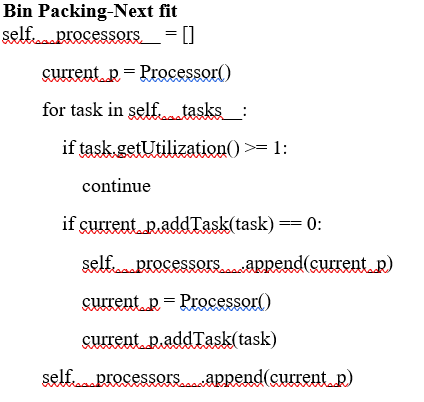 Bin Packing-Next fit
self.__processors__ = []
current_p = Processor()
for task in self.__tasks__:
if task.getUtilization() >= 1:
continue
if current_p.addTask(task) == 0:
self.__processors__.append(current_p)
current_p = Processor()
current_p.addTask(task)
self.__processors__.append(current_p)